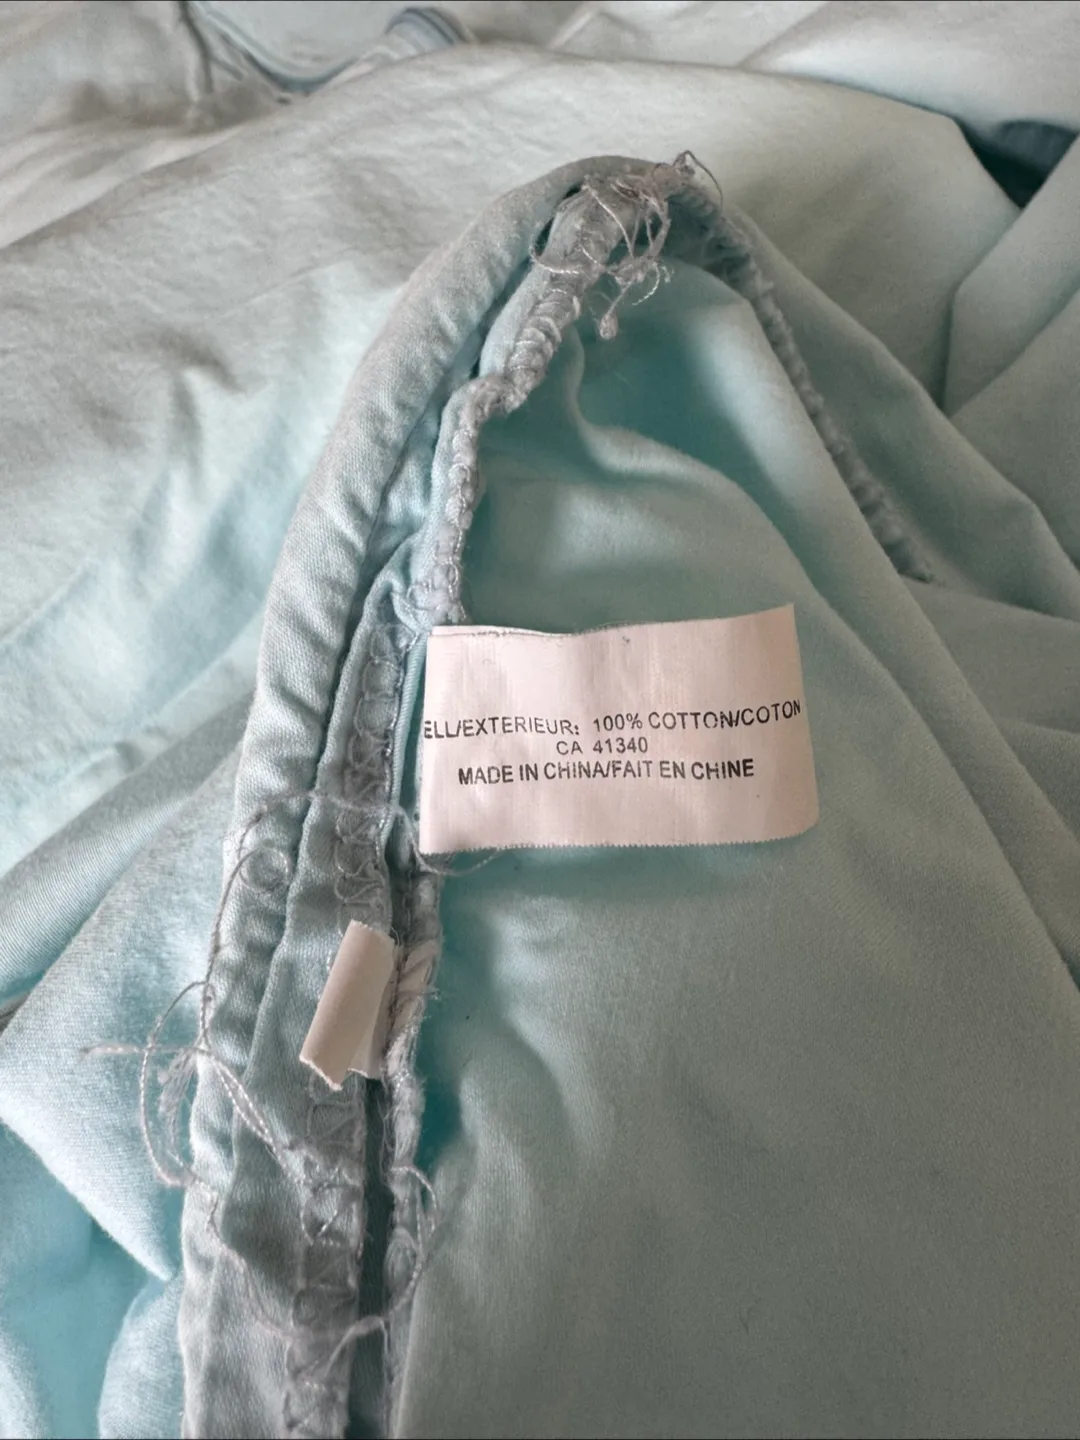 ELL/EXTERIEUR: 100% COTTON/COTON
CA 41340
MADE IN CHINA/FAIT EN CHINE